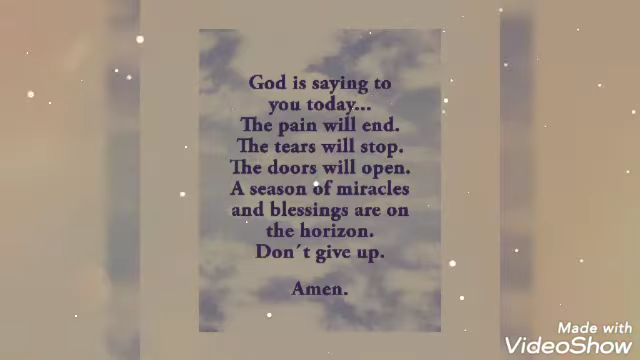 God is saying to
you today...
The pain will end.
The tears will stop.
The doors will open.
A season of miracles
and blessings are on
the horizon.
Don´t give up.
Amen.
Made with
VideoShow